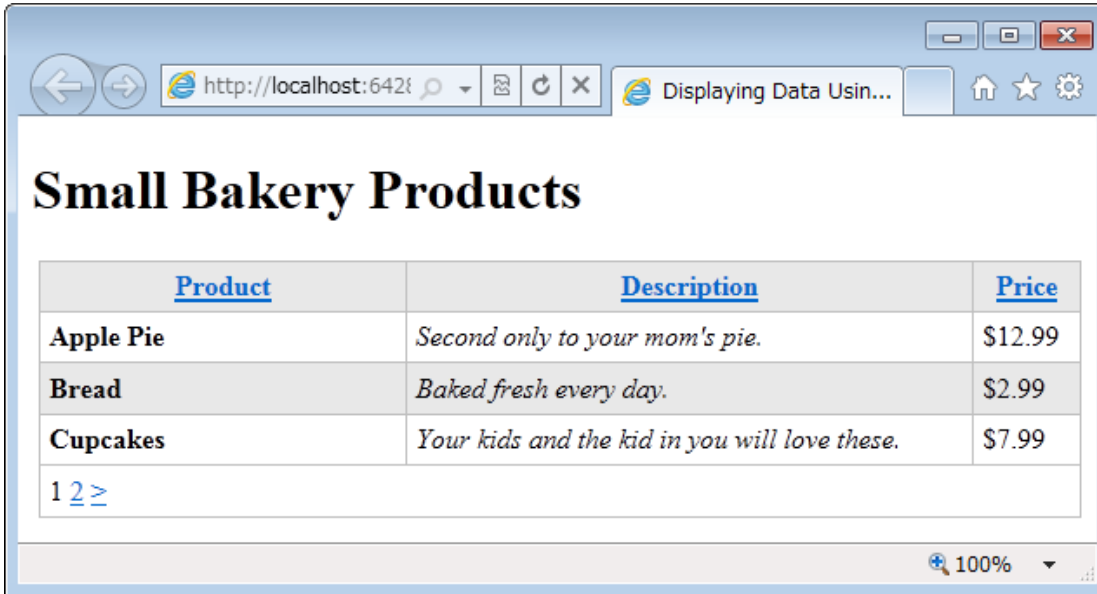 http://localhost:6428
Displaying Data Usin...
Small Bakery Products
Product Description Price
Apple Pie Second only to your mom's pie. $12.99
Bread Baked fresh every day. $2.99
Cupcakes Your kids and the kid in you will love these. $7.99
1 2 >
100%